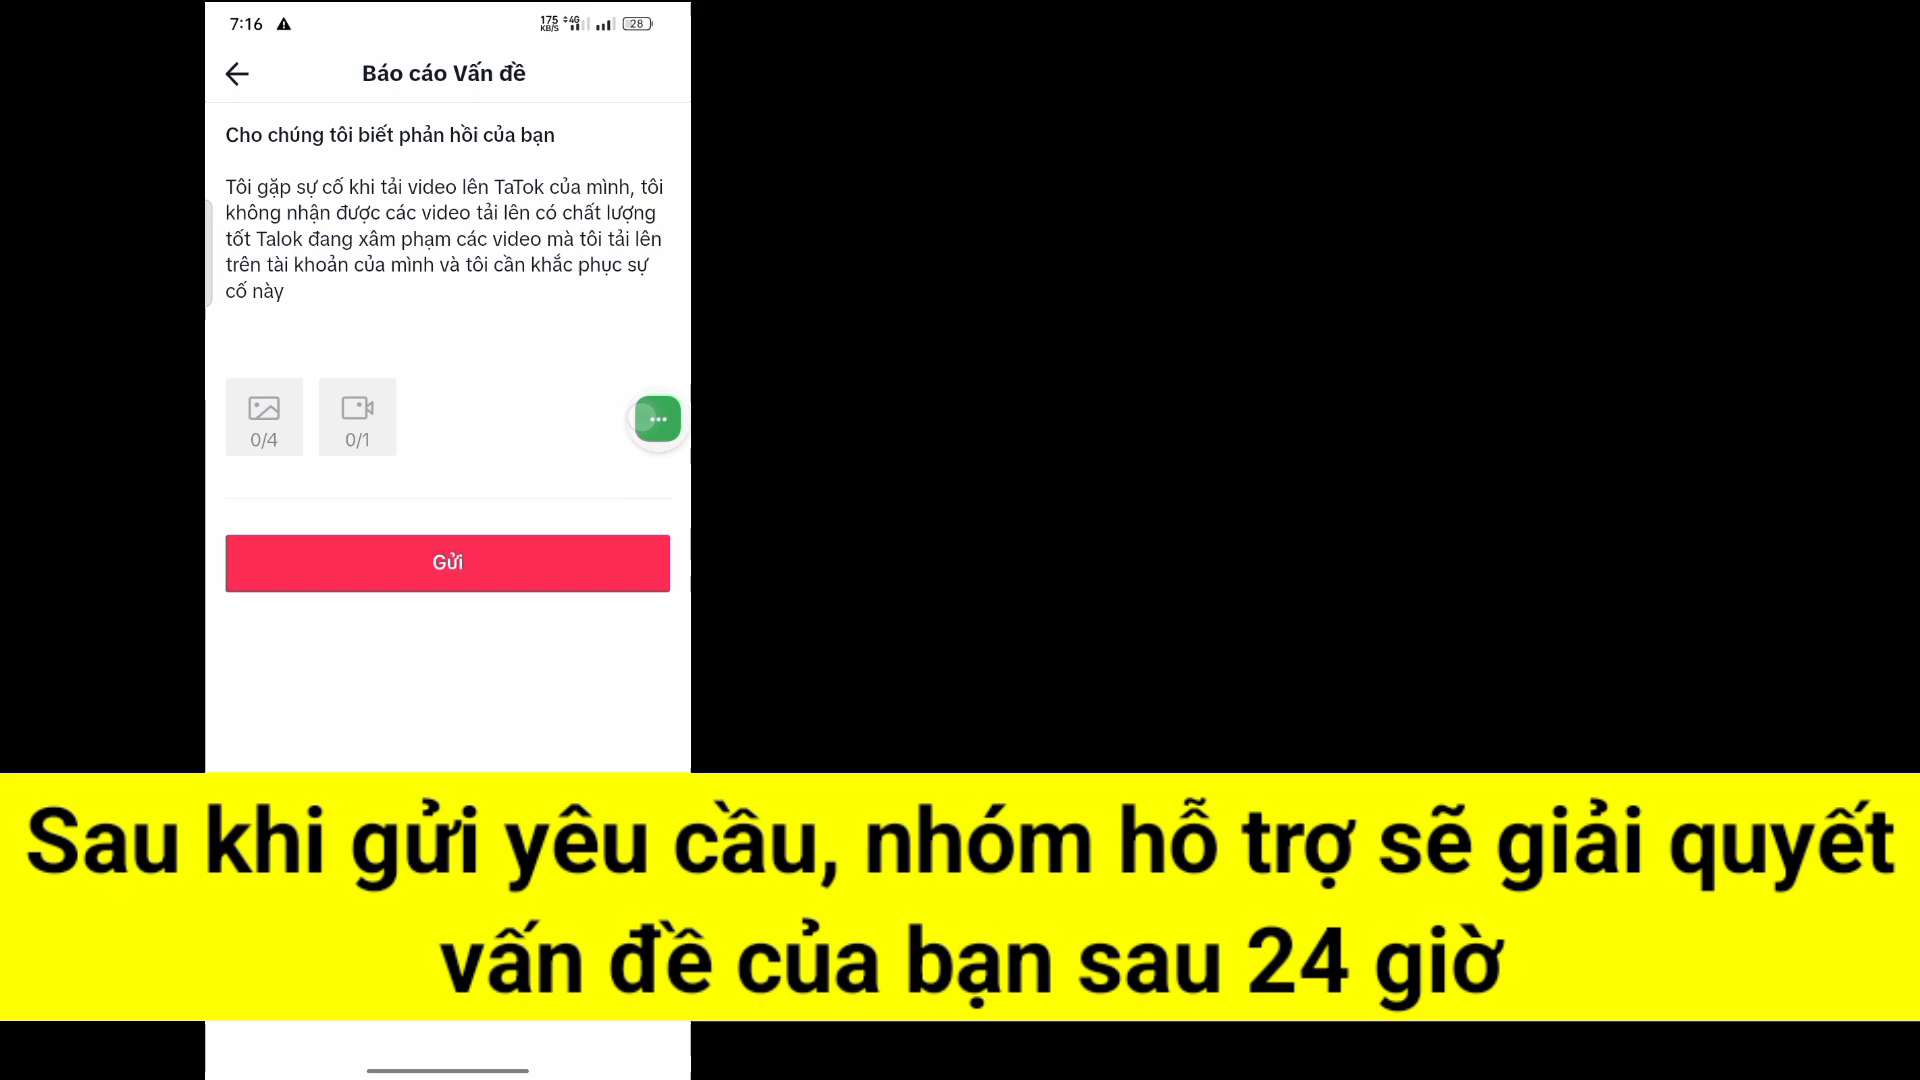 7:16
175 KB/S 4G 28
Báo cáo Vấn đề
Cho chúng tôi biết phản hồi của bạn
Tôi gặp sự cố khi tải video lên TaTok của mình, tôi
không nhận được các video tải lên có chất lượng
tốt Talok đang xâm phạm các video mà tôi tải lên
trên tài khoản của mình và tôi cần khắc phục sự
cố này
0/4 0/1
Gửi
Sau khi gửi yêu cầu, nhóm hỗ trợ sẽ giải quyết
vấn đề của bạn sau 24 giờ